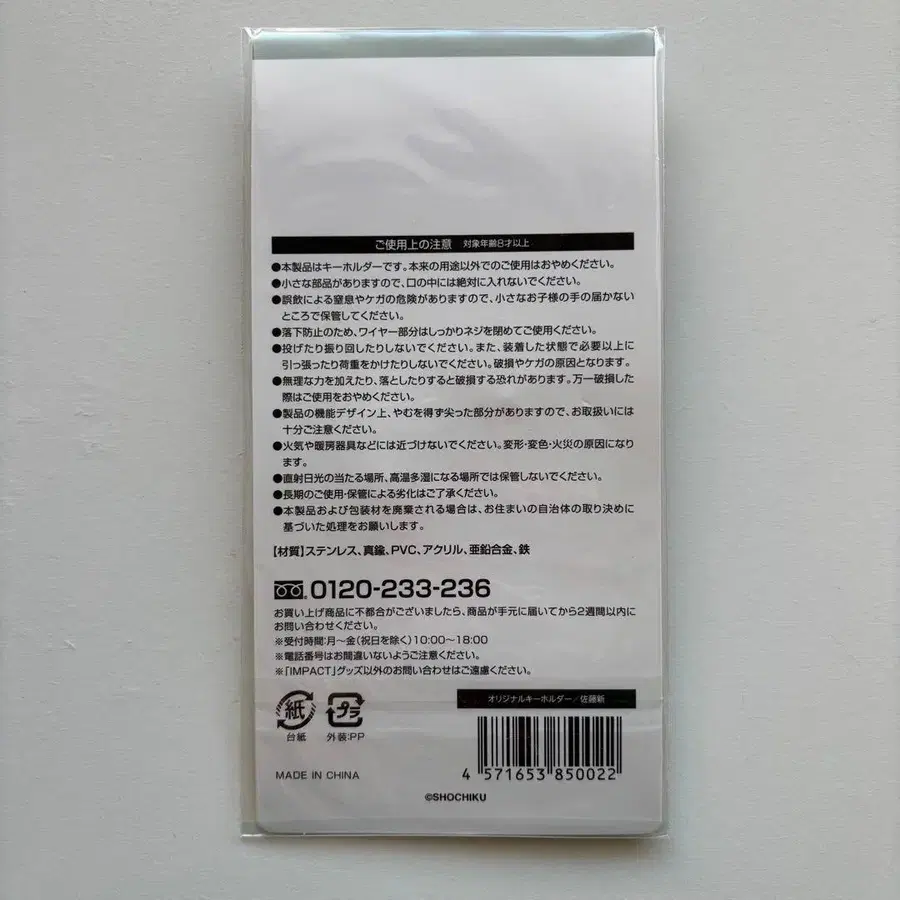 ご使用上の注意 対象年齢8才以上
●本製品はキーホルダーです。本来の用途以外でのご使用はおやめください。
●小さな部品がありますので、口の中には絶対に入れないでください。
●誤飲による窒息やケガの危険がありますので、小さなお子様の手の届かない
ところで保管してください。
●落下防止のため、ワイヤー部分はしっかりネジを閉めてご使用ください。
●投げたり振り回したりしないでください。また、装着した状態で必要以上に
引っ張ったり荷重をかけたりしないでください。破損やケガの原因となります。
●無理な力を加えたり、落としたりすると破損する恐れがあります。万一破損した
際はご使用をおやめください。
●製品の機能デザイン上、やむを得ず尖った部分がありますので、お取扱いには
十分ご注意ください。
●火気や暖房器具などには近づけないでください。変形・変色・火災の原因になり
ます。
●直射日光の当たる場所、高温多湿になる場所では保管しないでください。
●長期のご使用・保管による劣化はご了承ください。
●本製品および包装材を廃棄される場合は、お住まいの自治体の取り決めに
基づいた処理をお願いします。
【材質】ステンレス、真鍮、PVC、アクリル、亜鉛合金、鉄
0120-233-236
お買い上げ商品に不都合がございましたら、商品が手元に届いてから2週間以内に
お問い合わせください。
※受付時間:月～金(祝日を除く)10:00～18:00
※電話番号はお間違いないようご注意ください。
※「IMPACT」グッズ以外のお問い合わせはご遠慮ください。
オリジナルキーホルダー／佐藤新
紙 プラ
台紙 外装:PP
4 571653 850022
MADE IN CHINA
©SHOCHIKU